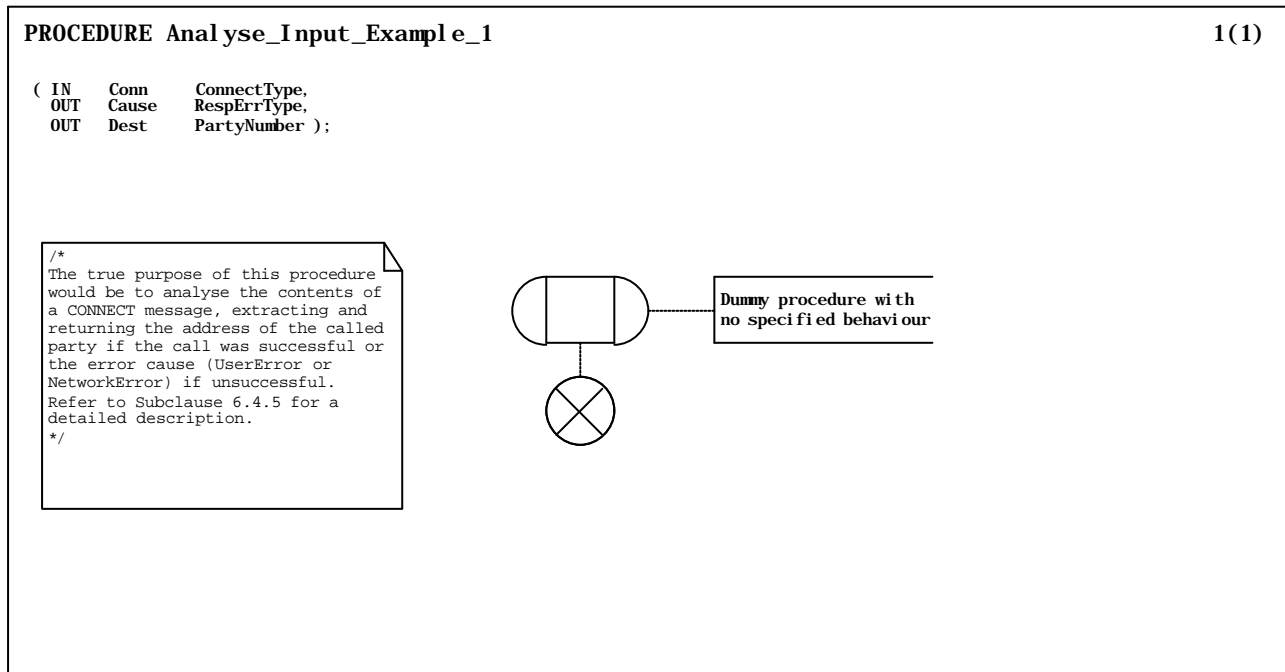 PROCEDURE Analyse_Input_Example_1
1(1)
( IN Conn ConnectType,
OUT Cause RespErrType,
OUT Dest PartyNumber );
/*
The true purpose of this procedure
would be to analyse the contents of
a CONNECT message, extracting and
returning the address of the called
party if the call was successful or
the error cause (UserError or
NetworkError) if unsuccessful.
Refer to Subclause 6.4.5 for a
detailed description.
*/
Dummy procedure with
no specified behaviour